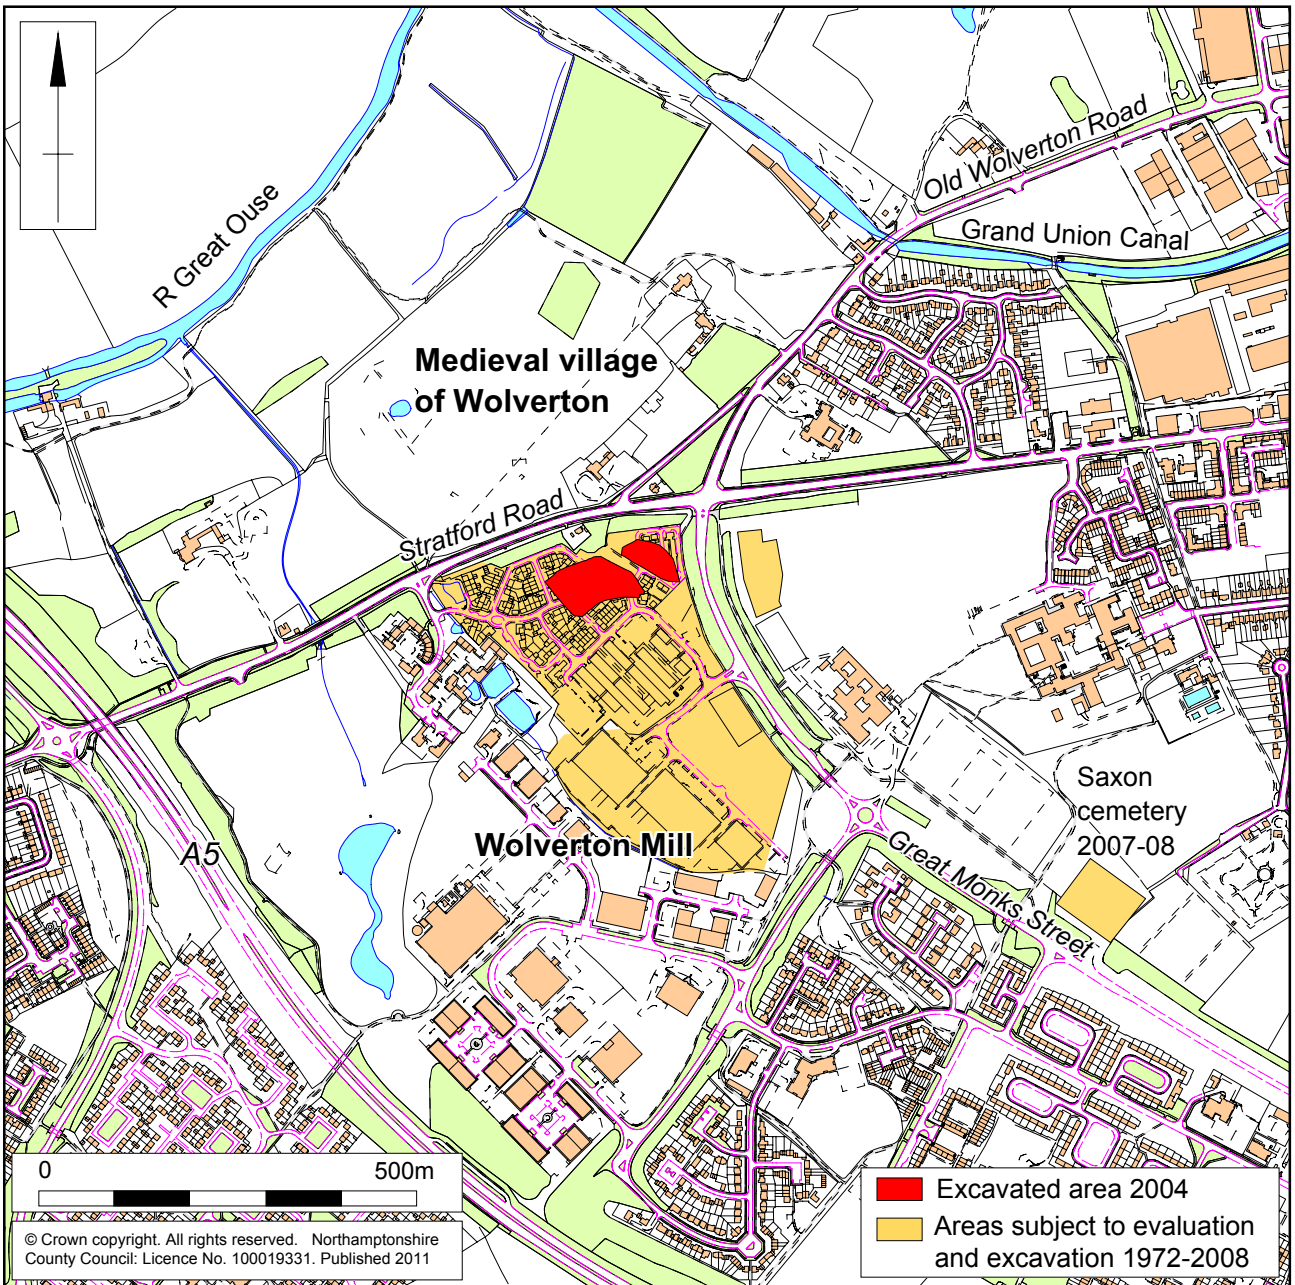 Old Wolverton Road
R Great Ouse
Grand Union Canal
Medieval village
of Wolverton
Stratford Road
Saxon
cemetery
2007-08
Wolverton Mill
A5
Great Monks Street
0 500m
© Crown copyright. All rights reserved. Northamptonshire
County Council: Licence No. 100019331. Published 2011
Excavated area 2004
Areas subject to evaluation
and excavation 1972-2008